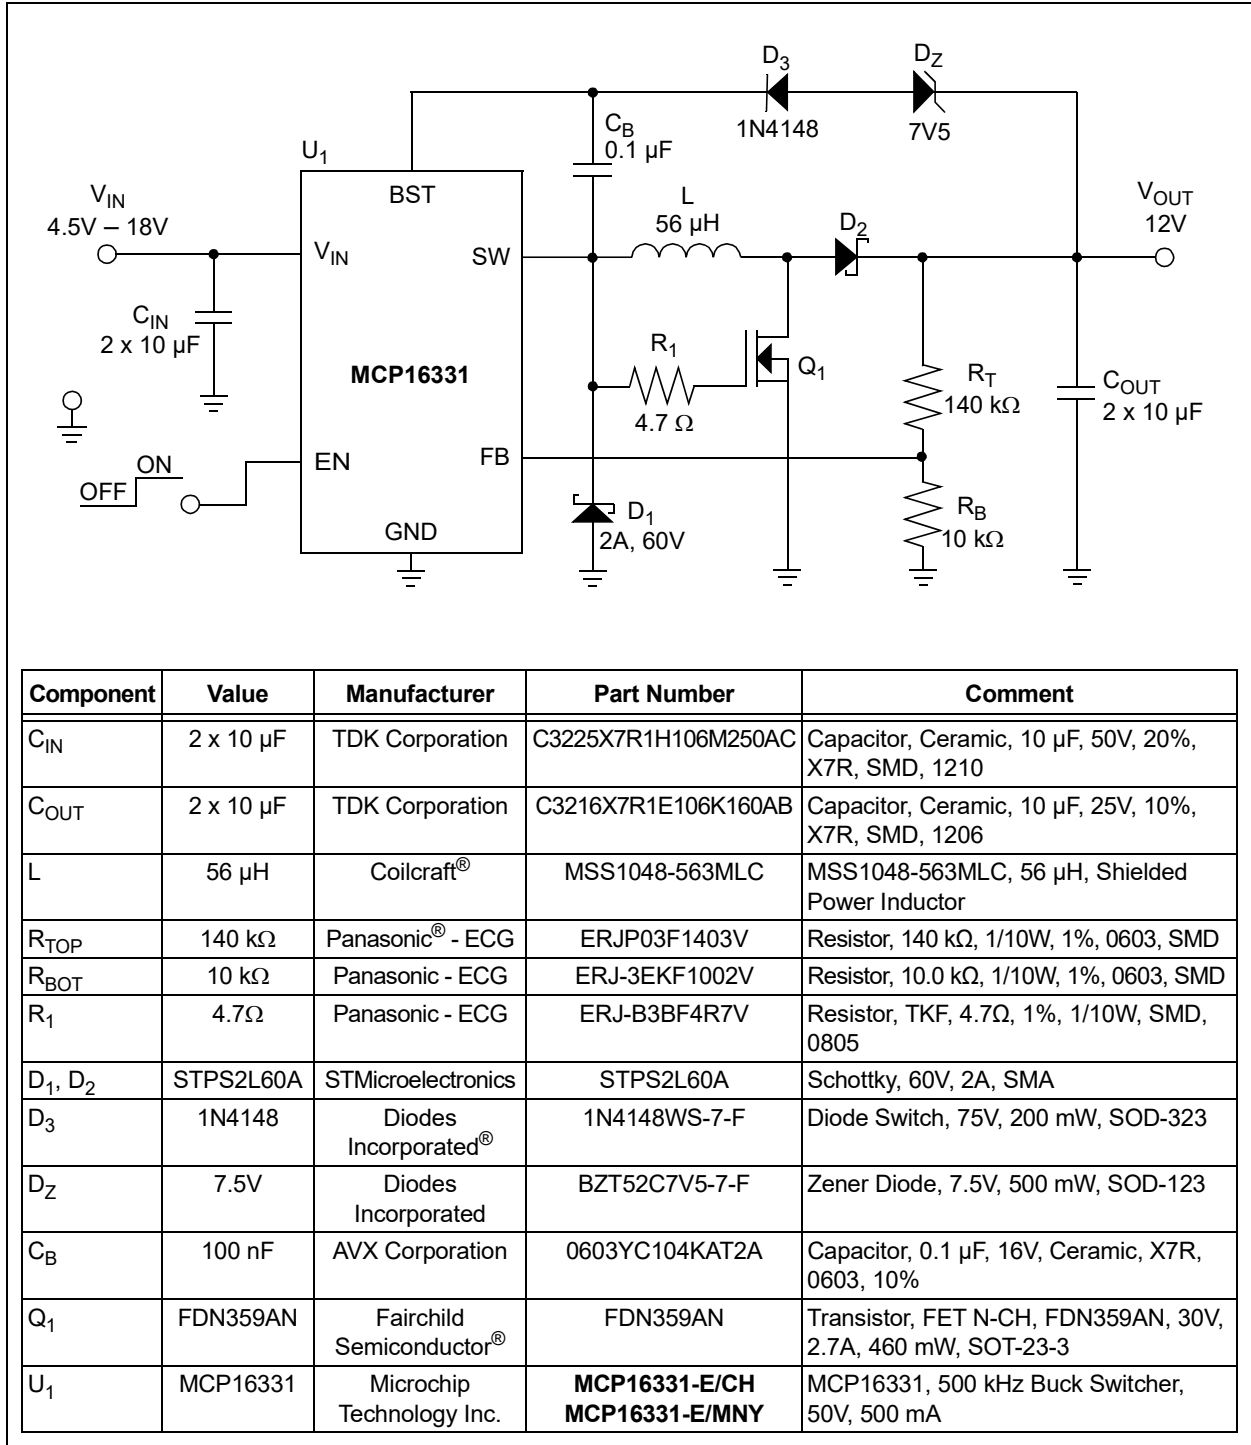 D3
1N4148
DZ
7V5
CB
0.1 µF
U1
BST
VIN
4.5V – 18V
VIN
SW
L
56 µH
D2
VOUT
12V
CIN
2 x 10 µF
MCP16331
R1
4.7 Ω
Q1
RT
140 kΩ
COUT
2 x 10 µF
ON
OFF
EN
FB
GND
D1
2A, 60V
RB
10 kΩ
Component Value Manufacturer Part Number Comment
CIN 2 x 10 µF TDK Corporation C3225X7R1H106M250AC Capacitor, Ceramic, 10 µF, 50V, 20%,
X7R, SMD, 1210
COUT 2 x 10 µF TDK Corporation C3216X7R1E106K160AB Capacitor, Ceramic, 10 µF, 25V, 10%,
X7R, SMD, 1206
L 56 µH Coilcraft® MSS1048-563MLC MSS1048-563MLC, 56 µH, Shielded
Power Inductor
RTOP 140 kΩ Panasonic® - ECG ERJP03F1403V Resistor, 140 kΩ, 1/10W, 1%, 0603, SMD
RBOT 10 kΩ Panasonic - ECG ERJ-3EKF1002V Resistor, 10.0 kΩ, 1/10W, 1%, 0603, SMD
R1 4.7Ω Panasonic - ECG ERJ-B3BF4R7V Resistor, TKF, 4.7Ω, 1%, 1/10W, SMD,
0805
D1, D2 STPS2L60A STMicroelectronics STPS2L60A Schottky, 60V, 2A, SMA
D3 1N4148 Diodes 1N4148WS-7-F Diode Switch, 75V, 200 mW, SOD-323
Incorporated®
DZ 7.5V Diodes BZT52C7V5-7-F Zener Diode, 7.5V, 500 mW, SOD-123
Incorporated
CB 100 nF AVX Corporation 0603YC104KAT2A Capacitor, 0.1 µF, 16V, Ceramic, X7R,
0603, 10%
Q1 FDN359AN Fairchild FDN359AN Transistor, FET N-CH, FDN359AN, 30V,
Semiconductor® 2.7A, 460 mW, SOT-23-3
U1 MCP16331 Microchip MCP16331-E/CH MCP16331, 500 kHz Buck Switcher,
Technology Inc. MCP16331-E/MNY 50V, 500 mA